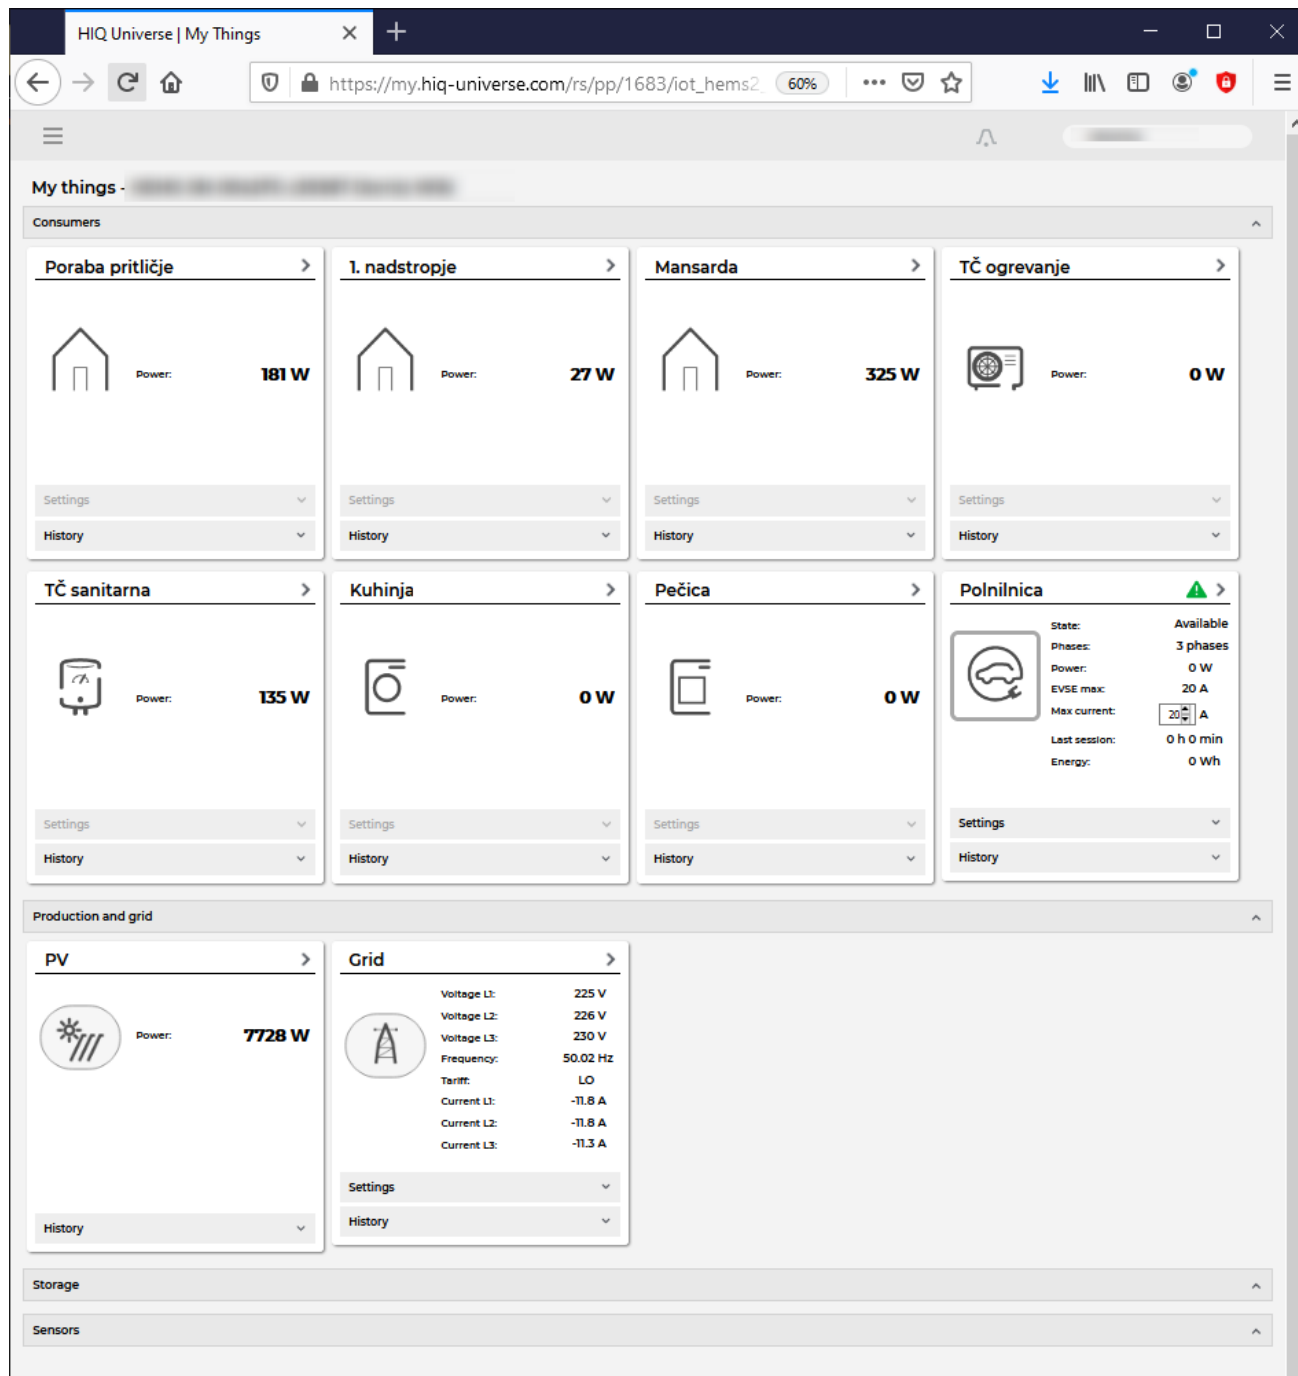 HIQ Universe | My Things
https://my.hiq-universe.com/rs/pp/1683/iot_hems2_ 60%
My things -
Consumers
Poraba pritličje
Power: 181 W
Settings
History
1. nadstropje
Power: 27 W
Settings
History
Mansarda
Power: 325 W
Settings
History
TČ ogrevanje
Power: 0 W
Settings
History
TČ sanitarna
Power: 135 W
Settings
History
Kuhinja
Power: 0 W
Settings
History
Pečica
Power: 0 W
Settings
History
Polnilnica
State: Available
Phases: 3 phases
Power: 0 W
EVSE max: 20 A
Max current: 20 A
Last session: 0 h 0 min
Energy: 0 Wh
Settings
History
Production and grid
PV
Power: 7728 W
History
Grid
Voltage L1: 225 V
Voltage L2: 226 V
Voltage L3: 230 V
Frequency: 50.02 Hz
Tariff: LO
Current L1: -11.8 A
Current L2: -11.8 A
Current L3: -11.3 A
Settings
History
Storage
Sensors